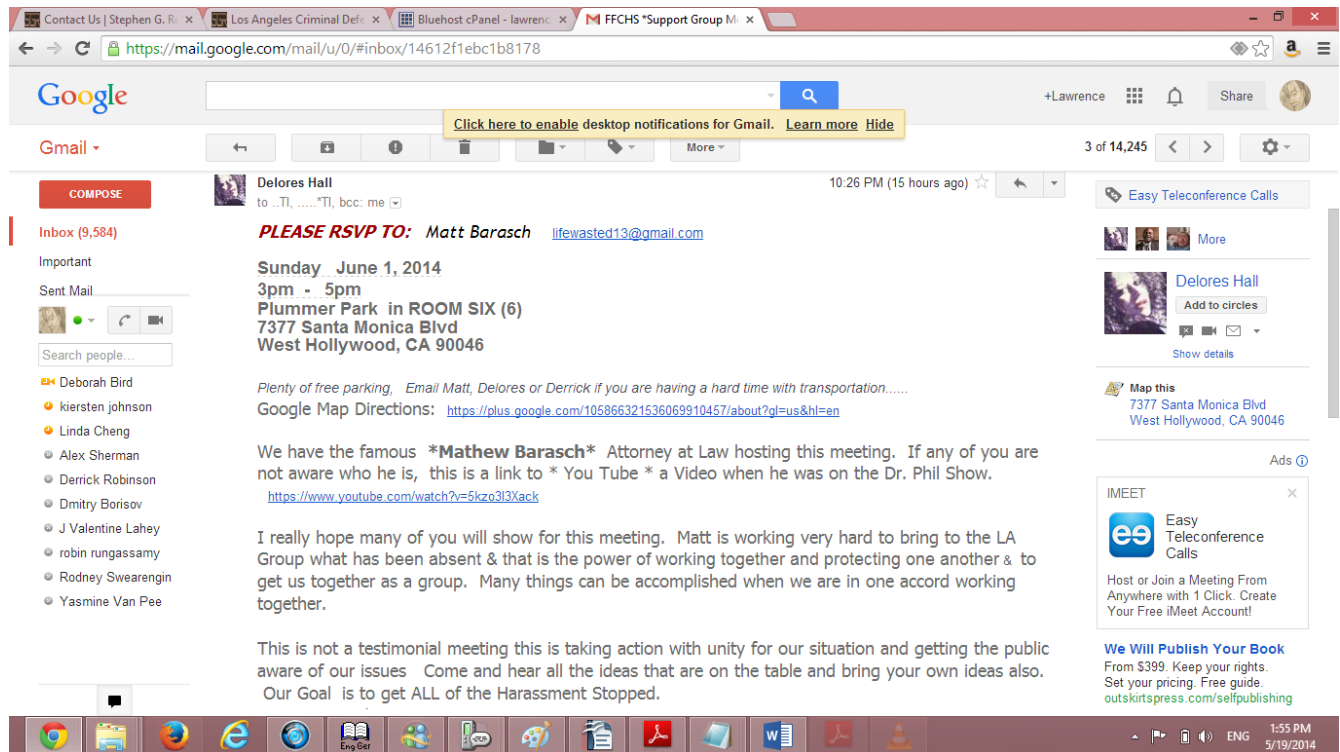 Contact Us | Stephen G. R
Los Angeles Criminal Defe
Bluehost cPanel - lawrenc
FFCHS *Support Group M
https://mail.google.com/mail/u/0/#inbox/14612f1ebc1b8178
Google
+Lawrence
Share
Click here to enable desktop notifications for Gmail. Learn more Hide
Gmail
More
3 of 14,245
COMPOSE
Inbox (9,584)
Important
Sent Mail
Search people...
Deborah Bird
kiersten johnson
Linda Cheng
Alex Sherman
Derrick Robinson
Dmitry Borisov
J Valentine Lahey
robin rungassamy
Rodney Swearengin
Yasmine Van Pee
Delores Hall
10:26 PM (15 hours ago)
to ..TI, .....*TI, bcc: me
PLEASE RSVP TO: Matt Barasch lifewasted13@gmail.com
Sunday June 1, 2014
3pm - 5pm
Plummer Park in ROOM SIX (6)
7377 Santa Monica Blvd
West Hollywood, CA 90046
Plenty of free parking, Email Matt, Delores or Derrick if you are having a hard time with transportation......
Google Map Directions: https://plus.google.com/105866321536069910457/about?gl=us&hl=en
We have the famous *Mathew Barasch* Attorney at Law hosting this meeting. If any of you are
not aware who he is, this is a link to * You Tube * a Video when he was on the Dr. Phil Show.
https://www.youtube.com/watch?v=5kzo3I3Xack
I really hope many of you will show for this meeting. Matt is working very hard to bring to the LA
Group what has been absent & that is the power of working together and protecting one another & to
get us together as a group. Many things can be accomplished when we are in one accord working
together.
This is not a testimonial meeting this is taking action with unity for our situation and getting the public
aware of our issues Come and hear all the ideas that are on the table and bring your own ideas also.
Our Goal is to get ALL of the Harassment Stopped.
Easy Teleconference Calls
More
Delores Hall
Add to circles
Show details
Map this
7377 Santa Monica Blvd
West Hollywood, CA 90046
Ads
IMEET
Easy
Teleconference
Calls
Host or Join a Meeting From
Anywhere with 1 Click. Create
Your Free iMeet Account!
We Will Publish Your Book
From $399. Keep your rights.
Set your pricing. Free guide.
outskirtspress.com/selfpublishing
Eng Ger
ENG
1:55 PM
5/19/2014